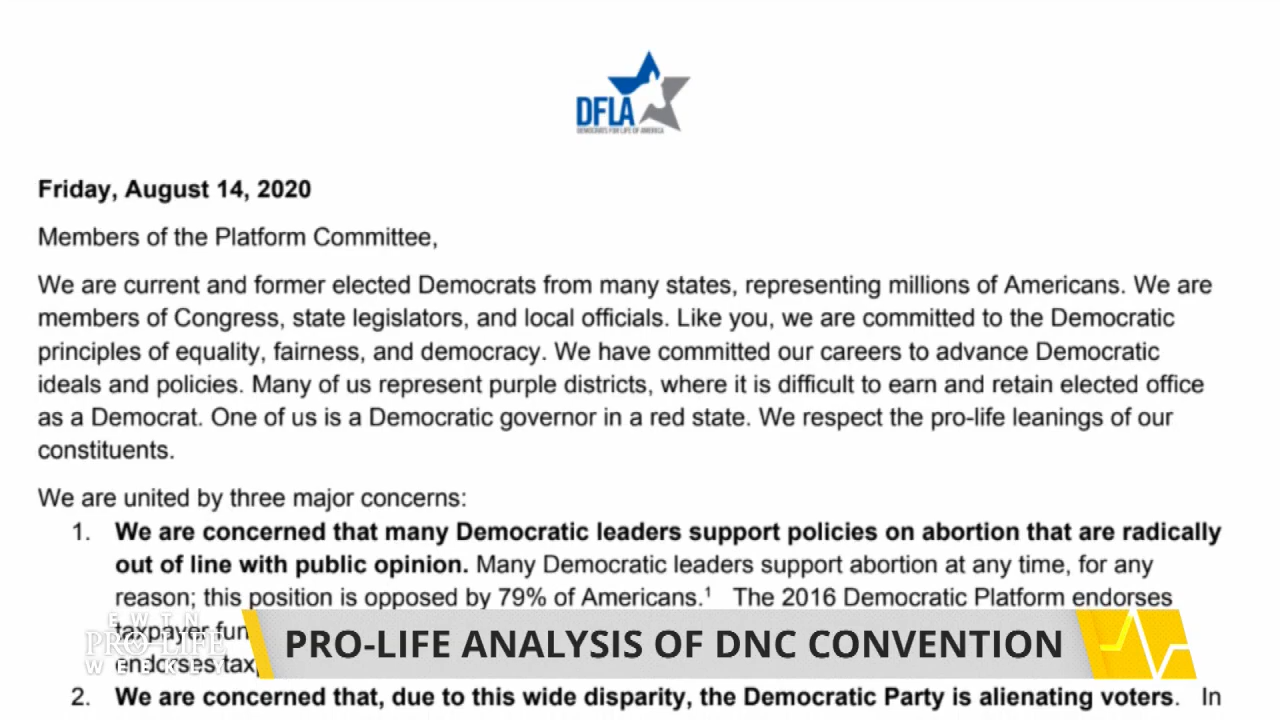 DFLA
DEMOCRATS FOR LIFE OF AMERICA
Friday, August 14, 2020
Members of the Platform Committee,
We are current and former elected Democrats from many states, representing millions of Americans. We are
members of Congress, state legislators, and local officials. Like you, we are committed to the Democratic
principles of equality, fairness, and democracy. We have committed our careers to advance Democratic
ideals and policies. Many of us represent purple districts, where it is difficult to earn and retain elected office
as a Democrat. One of us is a Democratic governor in a red state. We respect the pro-life leanings of our
constituents.
We are united by three major concerns:
1. We are concerned that many Democratic leaders support policies on abortion that are radically
out of line with public opinion. Many Democratic leaders support abortion at any time, for any
reason; this position is opposed by 79% of Americans.¹ The 2016 Democratic Platform endorses
taxpayer fun
endorses tax
2. We are concerned that, due to this wide disparity, the Democratic Party is alienating voters. In
EWTN
PRO-LIFE
WEEKLY
PRO-LIFE ANALYSIS OF DNC CONVENTION